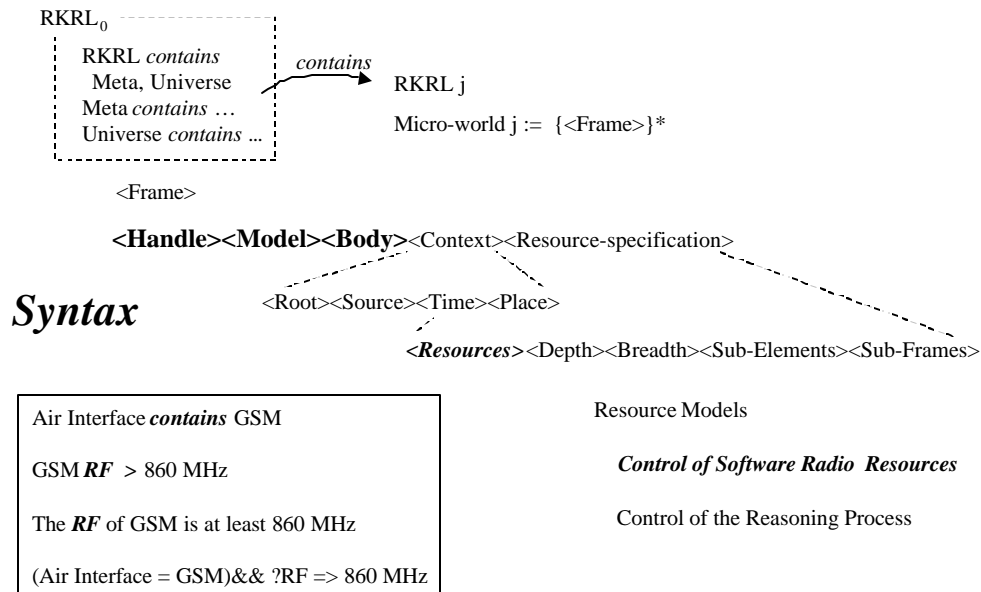 RKRL0
RKRL contains
Meta, Universe
Meta contains …
Universe contains ...
contains
RKRL j
Micro-world j := {<Frame>}*
<Frame>
<Handle><Model><Body><Context><Resource-specification>
Syntax
<Root><Source><Time><Place>
<Resources><Depth><Breadth><Sub-Elements><Sub-Frames>
Air Interface contains GSM
GSM RF > 860 MHz
The RF of GSM is at least 860 MHz
(Air Interface = GSM)&& ?RF => 860 MHz
Resource Models
Control of Software Radio Resources
Control of the Reasoning Process